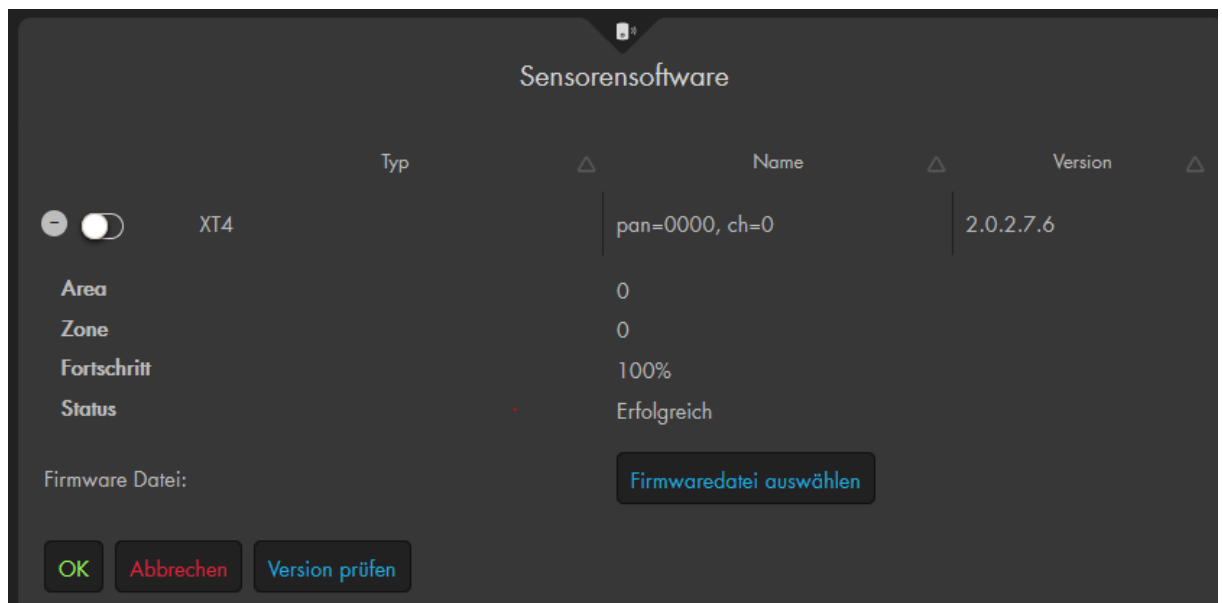 Sensorensoftware
Typ Name Version
XT4 pan=0000, ch=0 2.0.2.7.6
Area 0
Zone 0
Fortschritt 100%
Status Erfolgreich
Firmware Datei: Firmwaredatei auswählen
OK Abbrechen Version prüfen